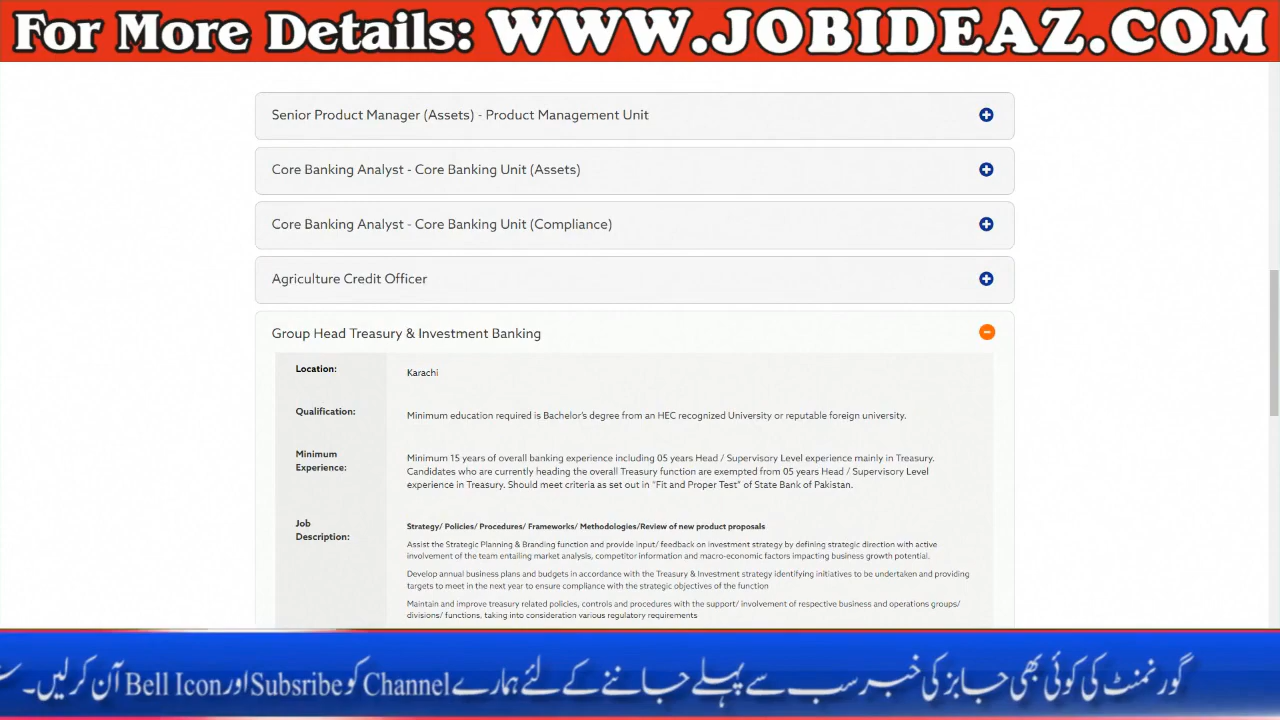 For More Details: WWW.JOBIDEAZ.COM
Senior Product Manager (Assets) - Product Management Unit
Core Banking Analyst - Core Banking Unit (Assets)
Core Banking Analyst - Core Banking Unit (Compliance)
Agriculture Credit Officer
Group Head Treasury & Investment Banking
Location:
Karachi
Qualification:
Minimum education required is Bachelor's degree from an HEC recognized University or reputable foreign university.
Minimum
Experience:
Minimum 15 years of overall banking experience including 05 years Head / Supervisory Level experience mainly in Treasury.
Candidates who are currently heading the overall Treasury function are exempted from 05 years Head / Supervisory Level
experience in Treasury. Should meet criteria as set out in "Fit and Proper Test" of State Bank of Pakistan.
Job
Description:
Strategy/ Policies/ Procedures/ Frameworks/ Methodologies/Review of new product proposals
Assist the Strategic Planning & Branding function and provide input/ feedback on investment strategy by defining strategic direction with active
involvement of the team entailing market analysis, competitor information and macro-economic factors impacting business growth potential.
Develop annual business plans and budgets in accordance with the Treasury & Investment strategy identifying initiatives to be undertaken and providing
targets to meet in the next year to ensure compliance with the strategic objectives of the function
Maintain and improve treasury related policies, controls and procedures with the support/ involvement of respective business and operations groups/
divisions/ functions, taking into consideration various regulatory requirements
گورنمنٹ کی کوئی بھی جابز کی خبر سب سے پہلے جاننے کے لئے ہمارے Channel کو Subsribe اور Bell Icon آن کرلیں۔